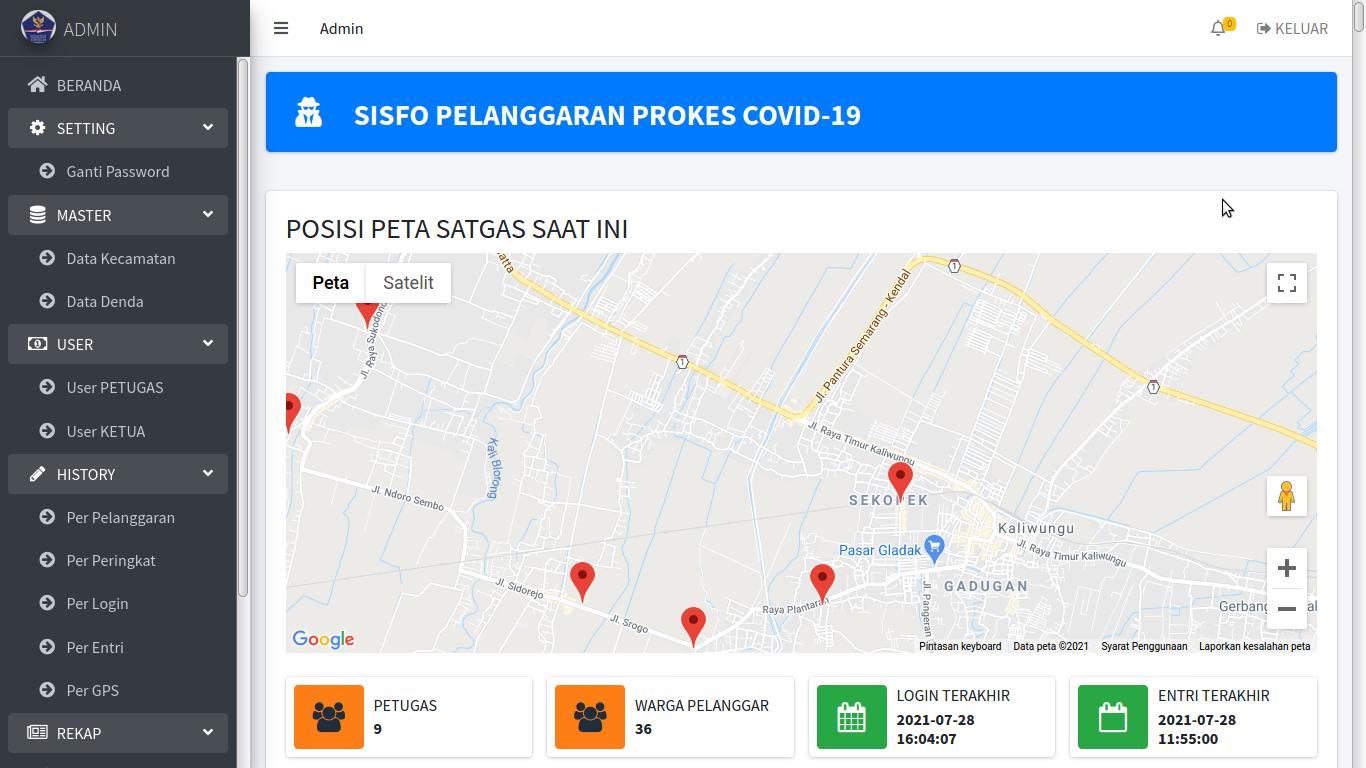 ADMIN
Admin
0
KELUAR
BERANDA
SETTING
Ganti Password
MASTER
Data Kecamatan
Data Denda
USER
User PETUGAS
User KETUA
HISTORY
Per Pelanggaran
Per Peringkat
Per Login
Per Entri
Per GPS
REKAP
SISFO PELANGGARAN PROKES COVID-19
POSISI PETA SATGAS SAAT INI
Peta
Satelit
atta
Jl. Raya Sukodono
Jl. Pantura Semarang - Kendal
1
1
1
Jl. Raya Timur Kaliwungu
Kali Blorong
Jl. Ndoro Sembo
Kaliwungu
Pasar Gladak
Jl. Raya Timur Kaliwungu
GADUGAN
Jl. Sidorejo
Jl. Srogo
Raya Plantaran
Jl. Pangeran
Gerbang
Google
Pintasan keyboard
Data peta ©2021
Syarat Penggunaan
Laporkan kesalahan peta
PETUGAS
9
WARGA PELANGGAR
36
LOGIN TERAKHIR
2021-07-28
16:04:07
ENTRI TERAKHIR
2021-07-28
11:55:00